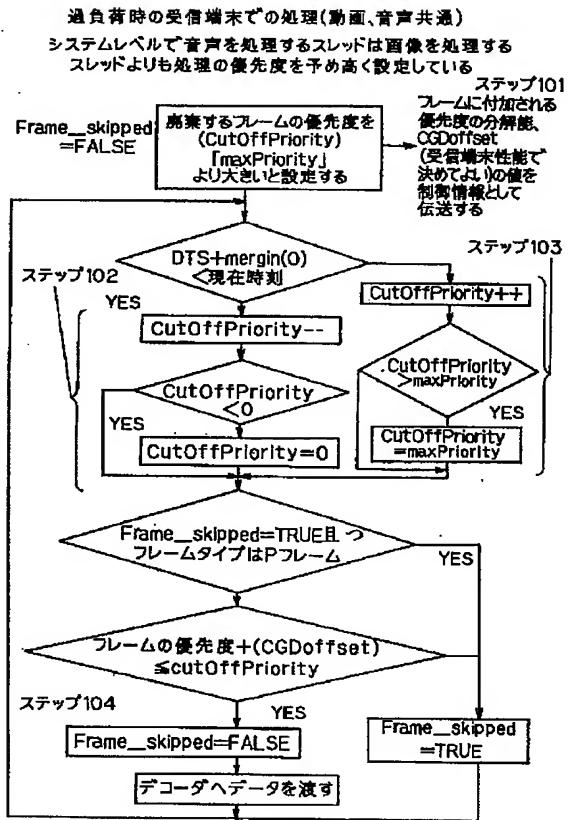 過負荷時の受信端末での処理(動画、音声共通)
システムレベルで音声を処理するスレッドは画像を処理する
スレッドよりも処理の優先度を予め高く設定している
ステップ101
Frame__skipped
=FALSE
廃棄するフレームの優先度を
(CutOffPriority)
「maxPriority」
より大きいと設定する
フレームに付加される
優先度の分解能、
CGDoffset
(受信端末性能で
決めてよい)の値を
制御情報として
伝送する
ステップ102
DTS+mergin(0)
<現在時刻
ステップ103
YES
CutOffPriority--
CutOffPriority++
CutOffPriority
<0
CutOffPriority
>maxPriority
YES
YES
CutOffPriority=0
CutOffPriority
=maxPriority
Frame__skipped=TRUE且つ
フレームタイプはPフレーム
YES
フレームの優先度+(CGDoffset)
≦cutOffPriority
ステップ104
YES
Frame__skipped=FALSE
Frame__skipped
=TRUE
デコーダへデータを渡す